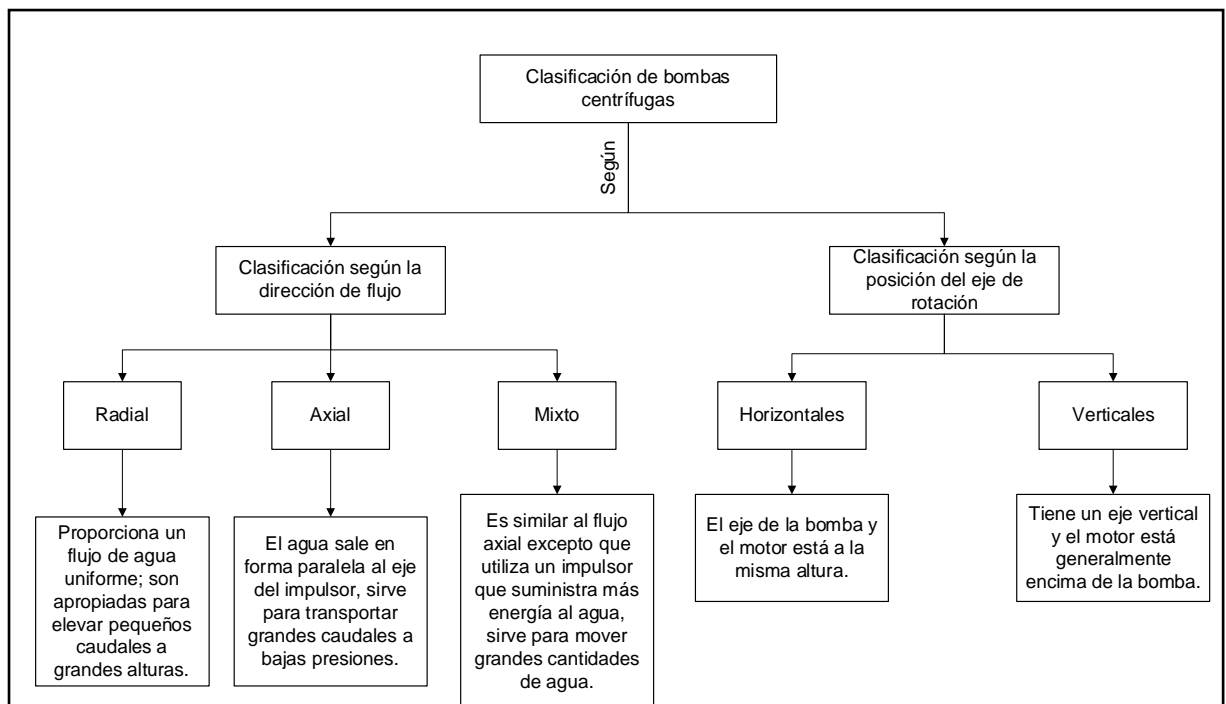 Clasificación de bombas
centrífugas
Según
Clasificación según la
dirección de flujo
Clasificación según la
posición del eje de
rotación
Radial
Axial
Mixto
Horizontales
Verticales
Proporciona un
flujo de agua
uniforme; son
apropiadas para
elevar pequeños
caudales a
grandes alturas.
El agua sale en
forma paralela al eje
del impulsor, sirve
para transportar
grandes caudales a
bajas presiones.
Es similar al flujo
axial excepto que
utiliza un impulsor
que suministra más
energía al agua,
sirve para mover
grandes cantidades
de agua.
El eje de la bomba y
el motor está a la
misma altura.
Tiene un eje vertical
y el motor está
generalmente
encima de la bomba.